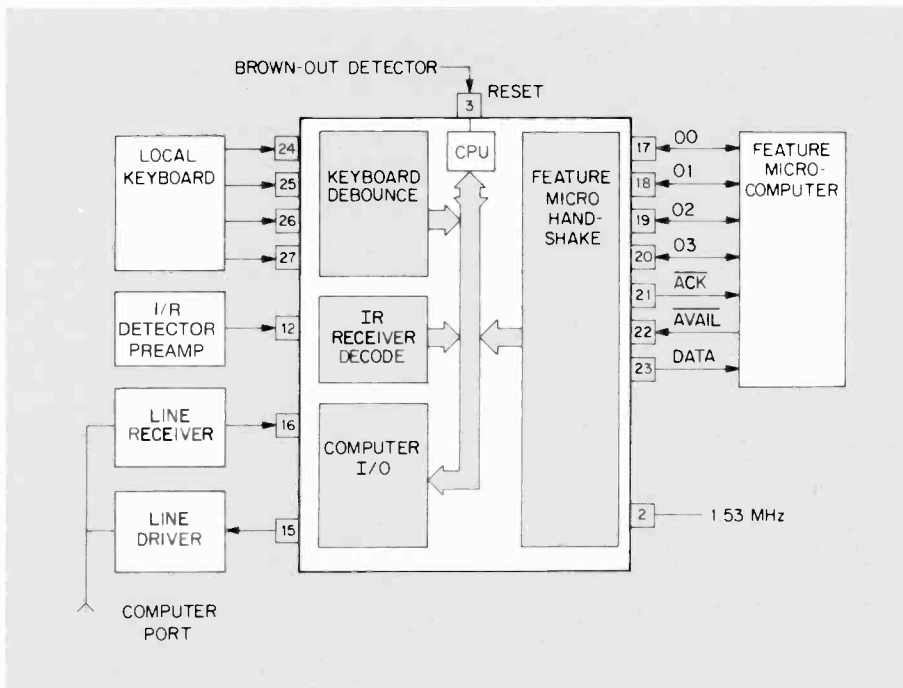 BROWN-OUT DETECTOR
RESET
3
CPU
LOCAL
KEYBOARD
24
25
26
27
KEYBOARD
DEBOUNCE
I/R
DETECTOR
PREAMP
12
IR
RECEIVER
DECODE
LINE
RECEIVER
16
COMPUTER
I/O
LINE
DRIVER
15
COMPUTER
PORT
FEATURE
MICRO
HAND-
SHAKE
17
00
18
01
19
02
20
03
21
ACK
22
AVAIL
23
DATA
2
1.53 MHz
FEATURE
MICRO-
COMPUTER